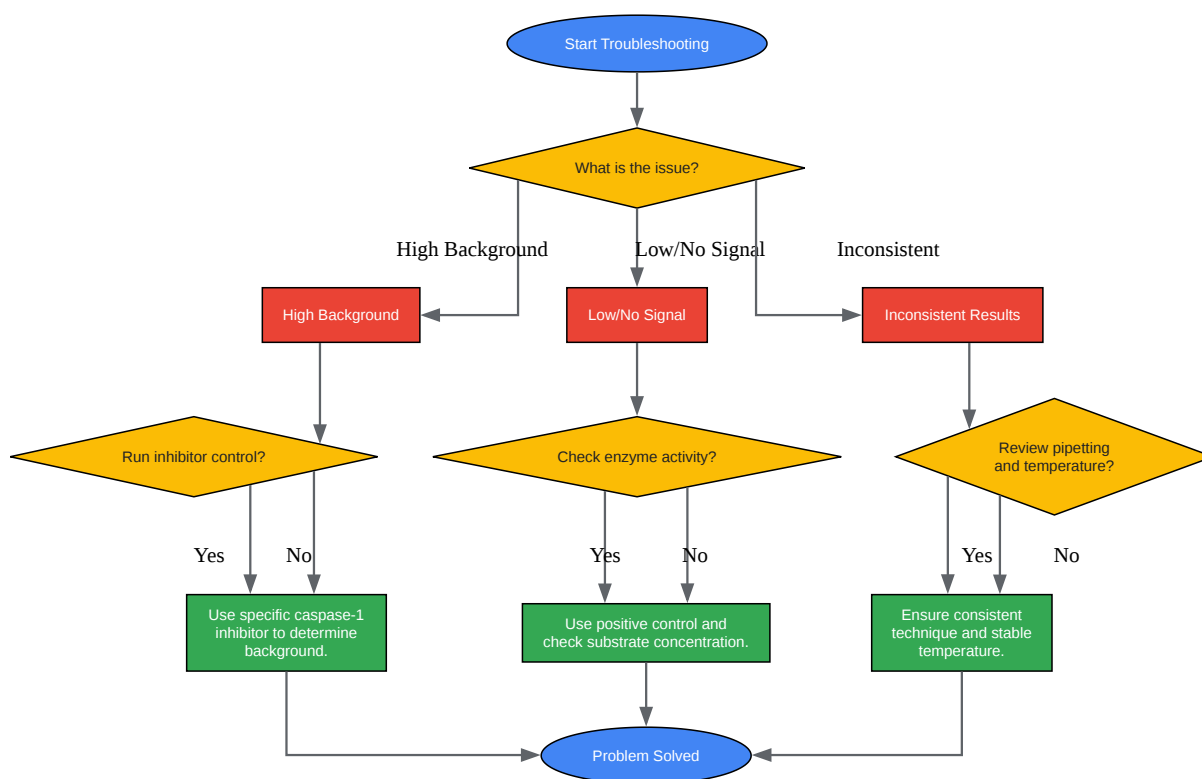 Start Troubleshooting
What is the issue?
High Background
Low/No Signal
Inconsistent
High Background
Low/No Signal
Inconsistent Results
Run inhibitor control?
Check enzyme activity?
Review pipetting
and temperature?
Yes
No
Yes
No
Yes
No
Use specific caspase-1
inhibitor to determine
background.
Use positive control and
check substrate concentration.
Ensure consistent
technique and stable
temperature.
Problem Solved